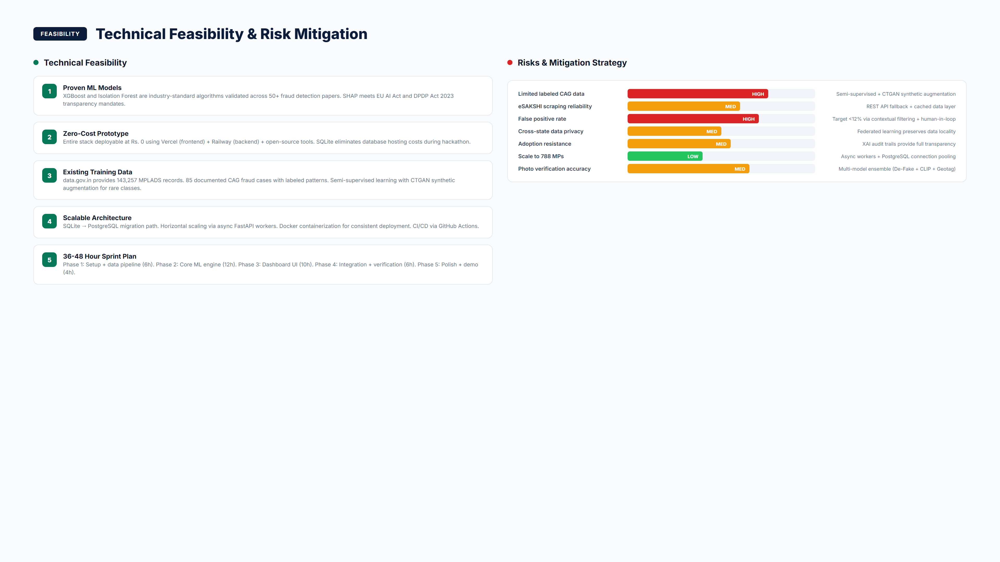 FEASIBILITY
Technical Feasibility & Risk Mitigation
Technical Feasibility
1
Proven ML Models
XGBoost and Isolation Forest are industry-standard algorithms validated across 50+ fraud detection papers. SHAP meets EU AI Act and DPDP Act 2023
transparency mandates.
2
Zero-Cost Prototype
Entire stack deployable at Rs. 0 using Vercel (frontend) + Railway (backend) + open-source tools. SQLite eliminates database hosting costs during hackathon.
3
Existing Training Data
data.gov.in provides 143,257 MPLADS records. 85 documented CAG fraud cases with labeled patterns. Semi-supervised learning with CTGAN synthetic
augmentation for rare classes.
4
Scalable Architecture
SQLite → PostgreSQL migration path. Horizontal scaling via async FastAPI workers. Docker containerization for consistent deployment. CI/CD via GitHub Actions.
5
36-48 Hour Sprint Plan
Phase 1: Setup + data pipeline (6h). Phase 2: Core ML engine (12h). Phase 3: Dashboard UI (10h). Phase 4: Integration + verification (6h). Phase 5: Polish + demo
(4h).
Risks & Mitigation Strategy
Limited labeled CAG data HIGH Semi-supervised + CTGAN synthetic augmentation
eSAKSHI scraping reliability MED REST API fallback + cached data layer
False positive rate HIGH Target <12% via contextual filtering + human-in-loop
Cross-state data privacy MED Federated learning preserves data locality
Adoption resistance MED XAI audit trails provide full transparency
Scale to 788 MPs LOW Async workers + PostgreSQL connection pooling
Photo verification accuracy MED Multi-model ensemble (De-Fake + CLIP + Geotag)